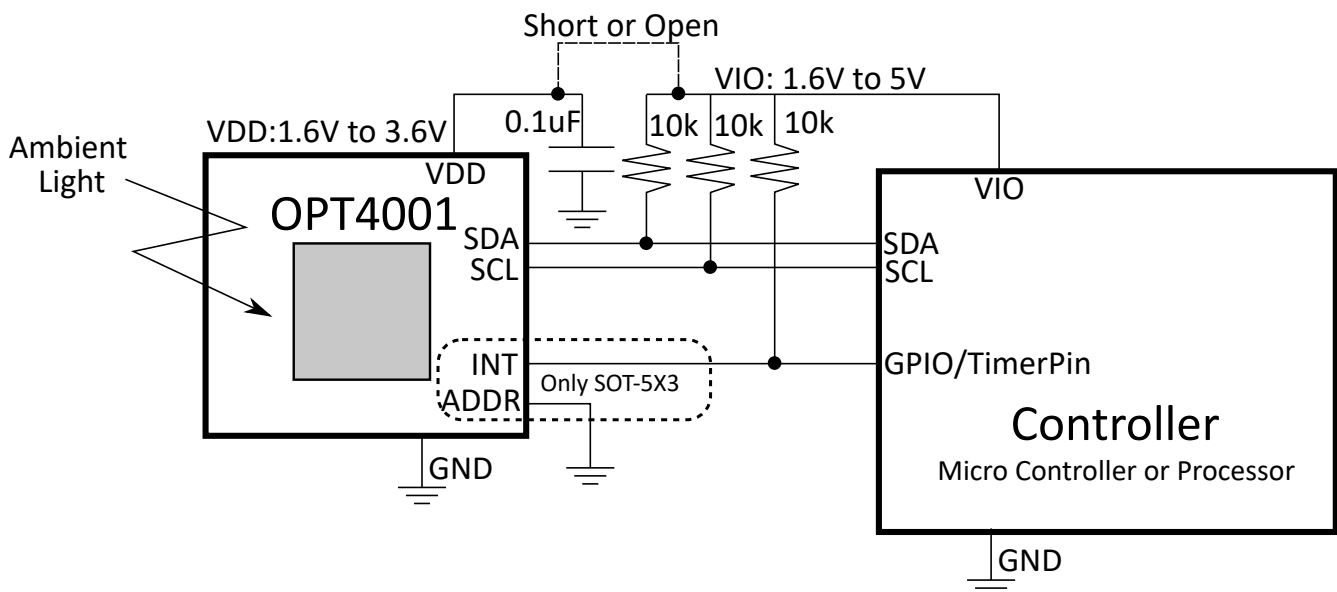 Short or Open
VIO: 1.6V to 5V
0.1uF
10k
10k
10k
VDD:1.6V to 3.6V
Ambient
Light
VDD
VIO
OPT4001
SDA
SDA
SCL
SCL
INT
Only SOT-5X3
GPIO/TimerPin
ADDR
Controller
Micro Controller or Processor
GND
GND